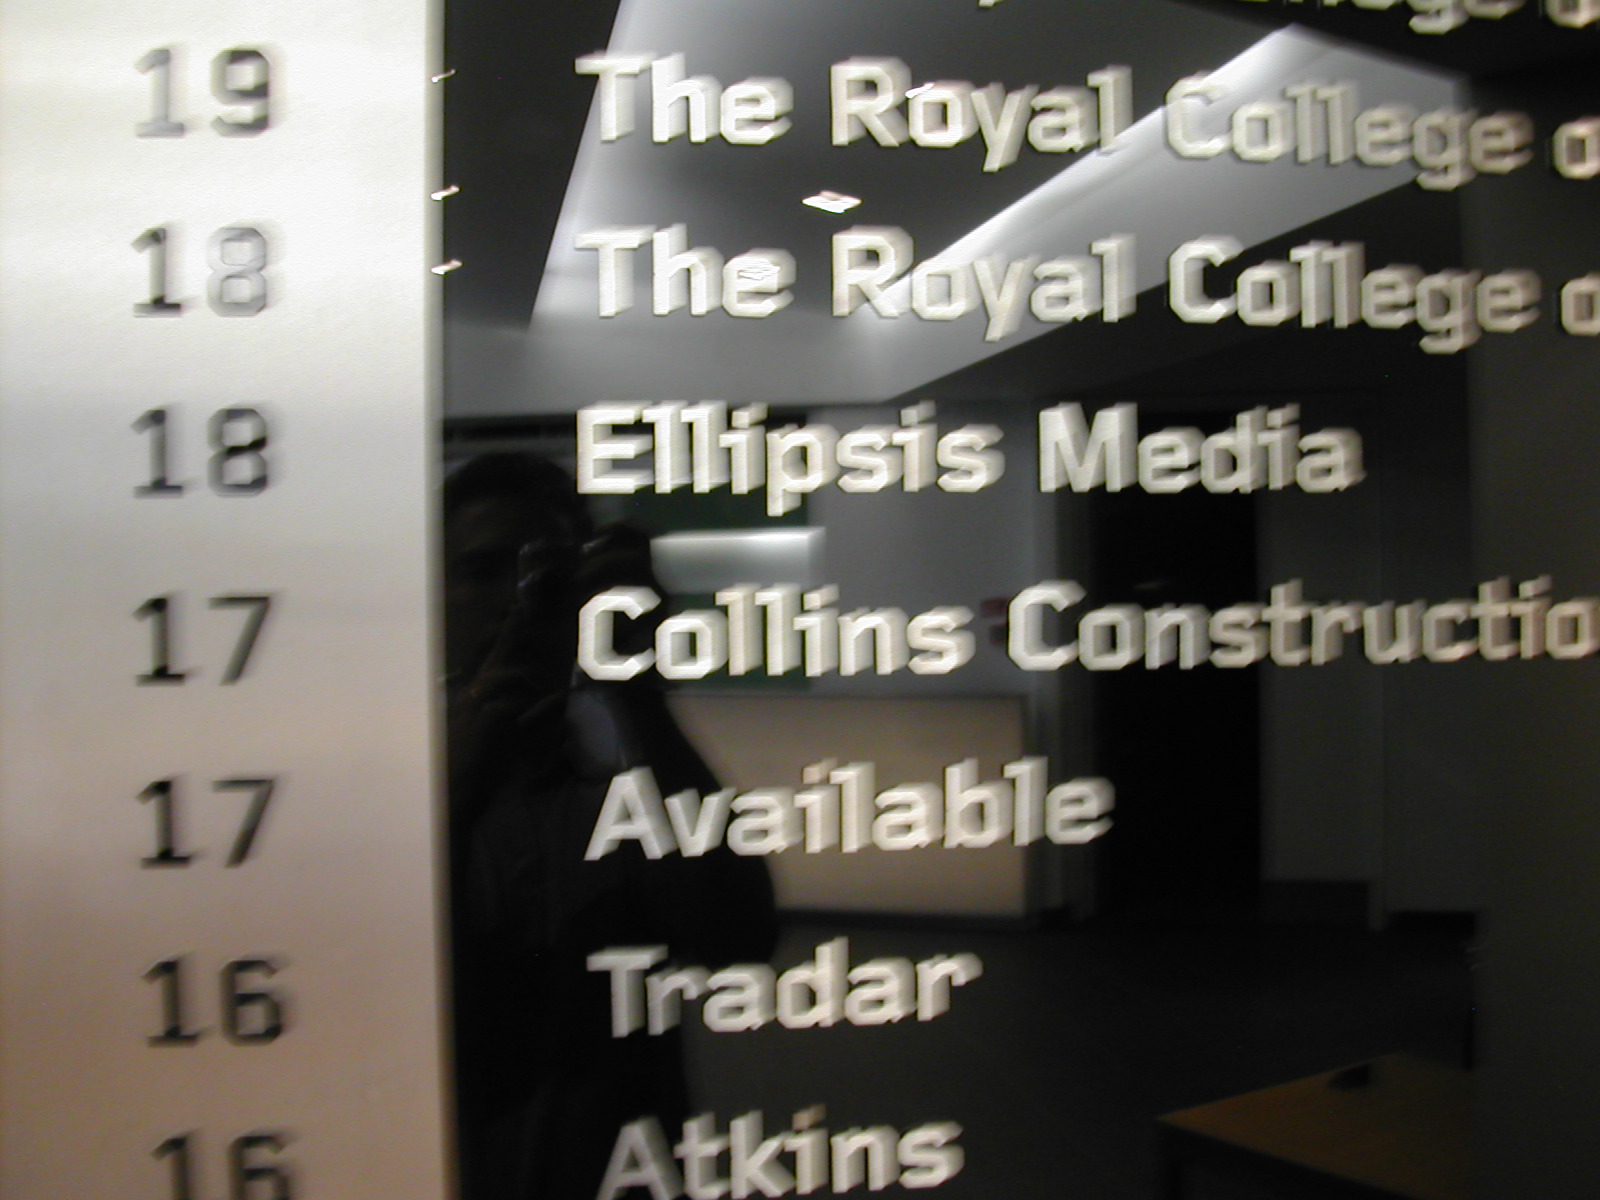 19 The Royal College
18 The Royal College
18 Ellipsis Media
17 Collins Constructio
17 Available
16 Tradar
16 Atkins